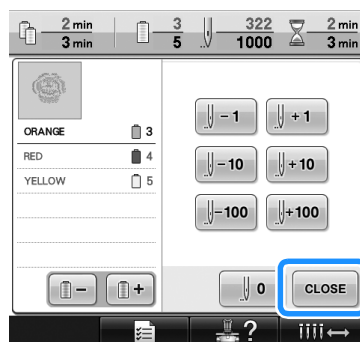 2 min 3 322 2 min
3 min 5 1000 3 min
ORANGE 3
RED 4
YELLOW 5
- 1 + 1
- 10 + 10
-100 +100
- + 0 CLOSE
?